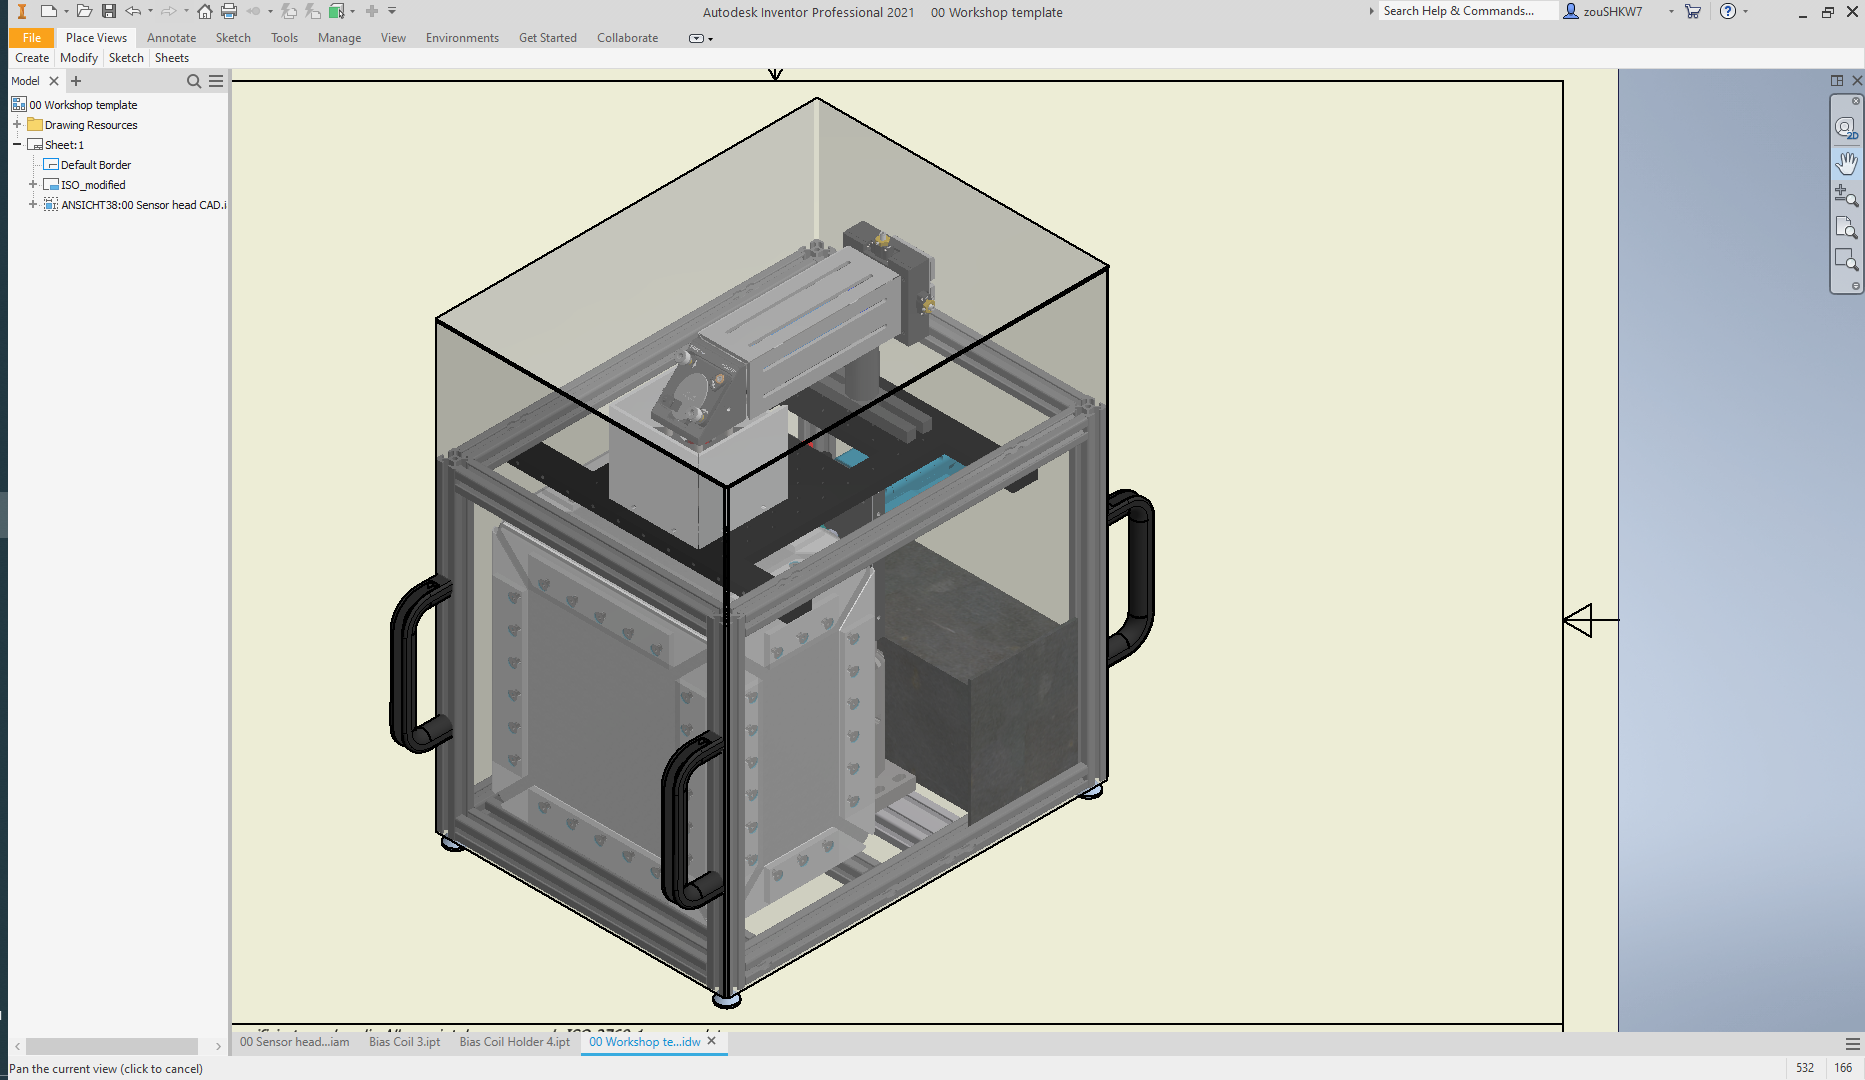 Autodesk Inventor Professional 2021 00 Workshop template
Search Help & Commands...
zouSHKW7
File Place Views Annotate Sketch Tools Manage View Environments Get Started Collaborate
Create Modify Sketch Sheets
Model
00 Workshop template
Drawing Resources
Sheet:1
Default Border
ISO_modified
ANSICHT38:00 Sensor head CAD.i
2D
00 Sensor head...iam Bias Coil 3.ipt Bias Coil Holder 4.ipt 00 Workshop te...idw
Pan the current view (click to cancel)
532 166